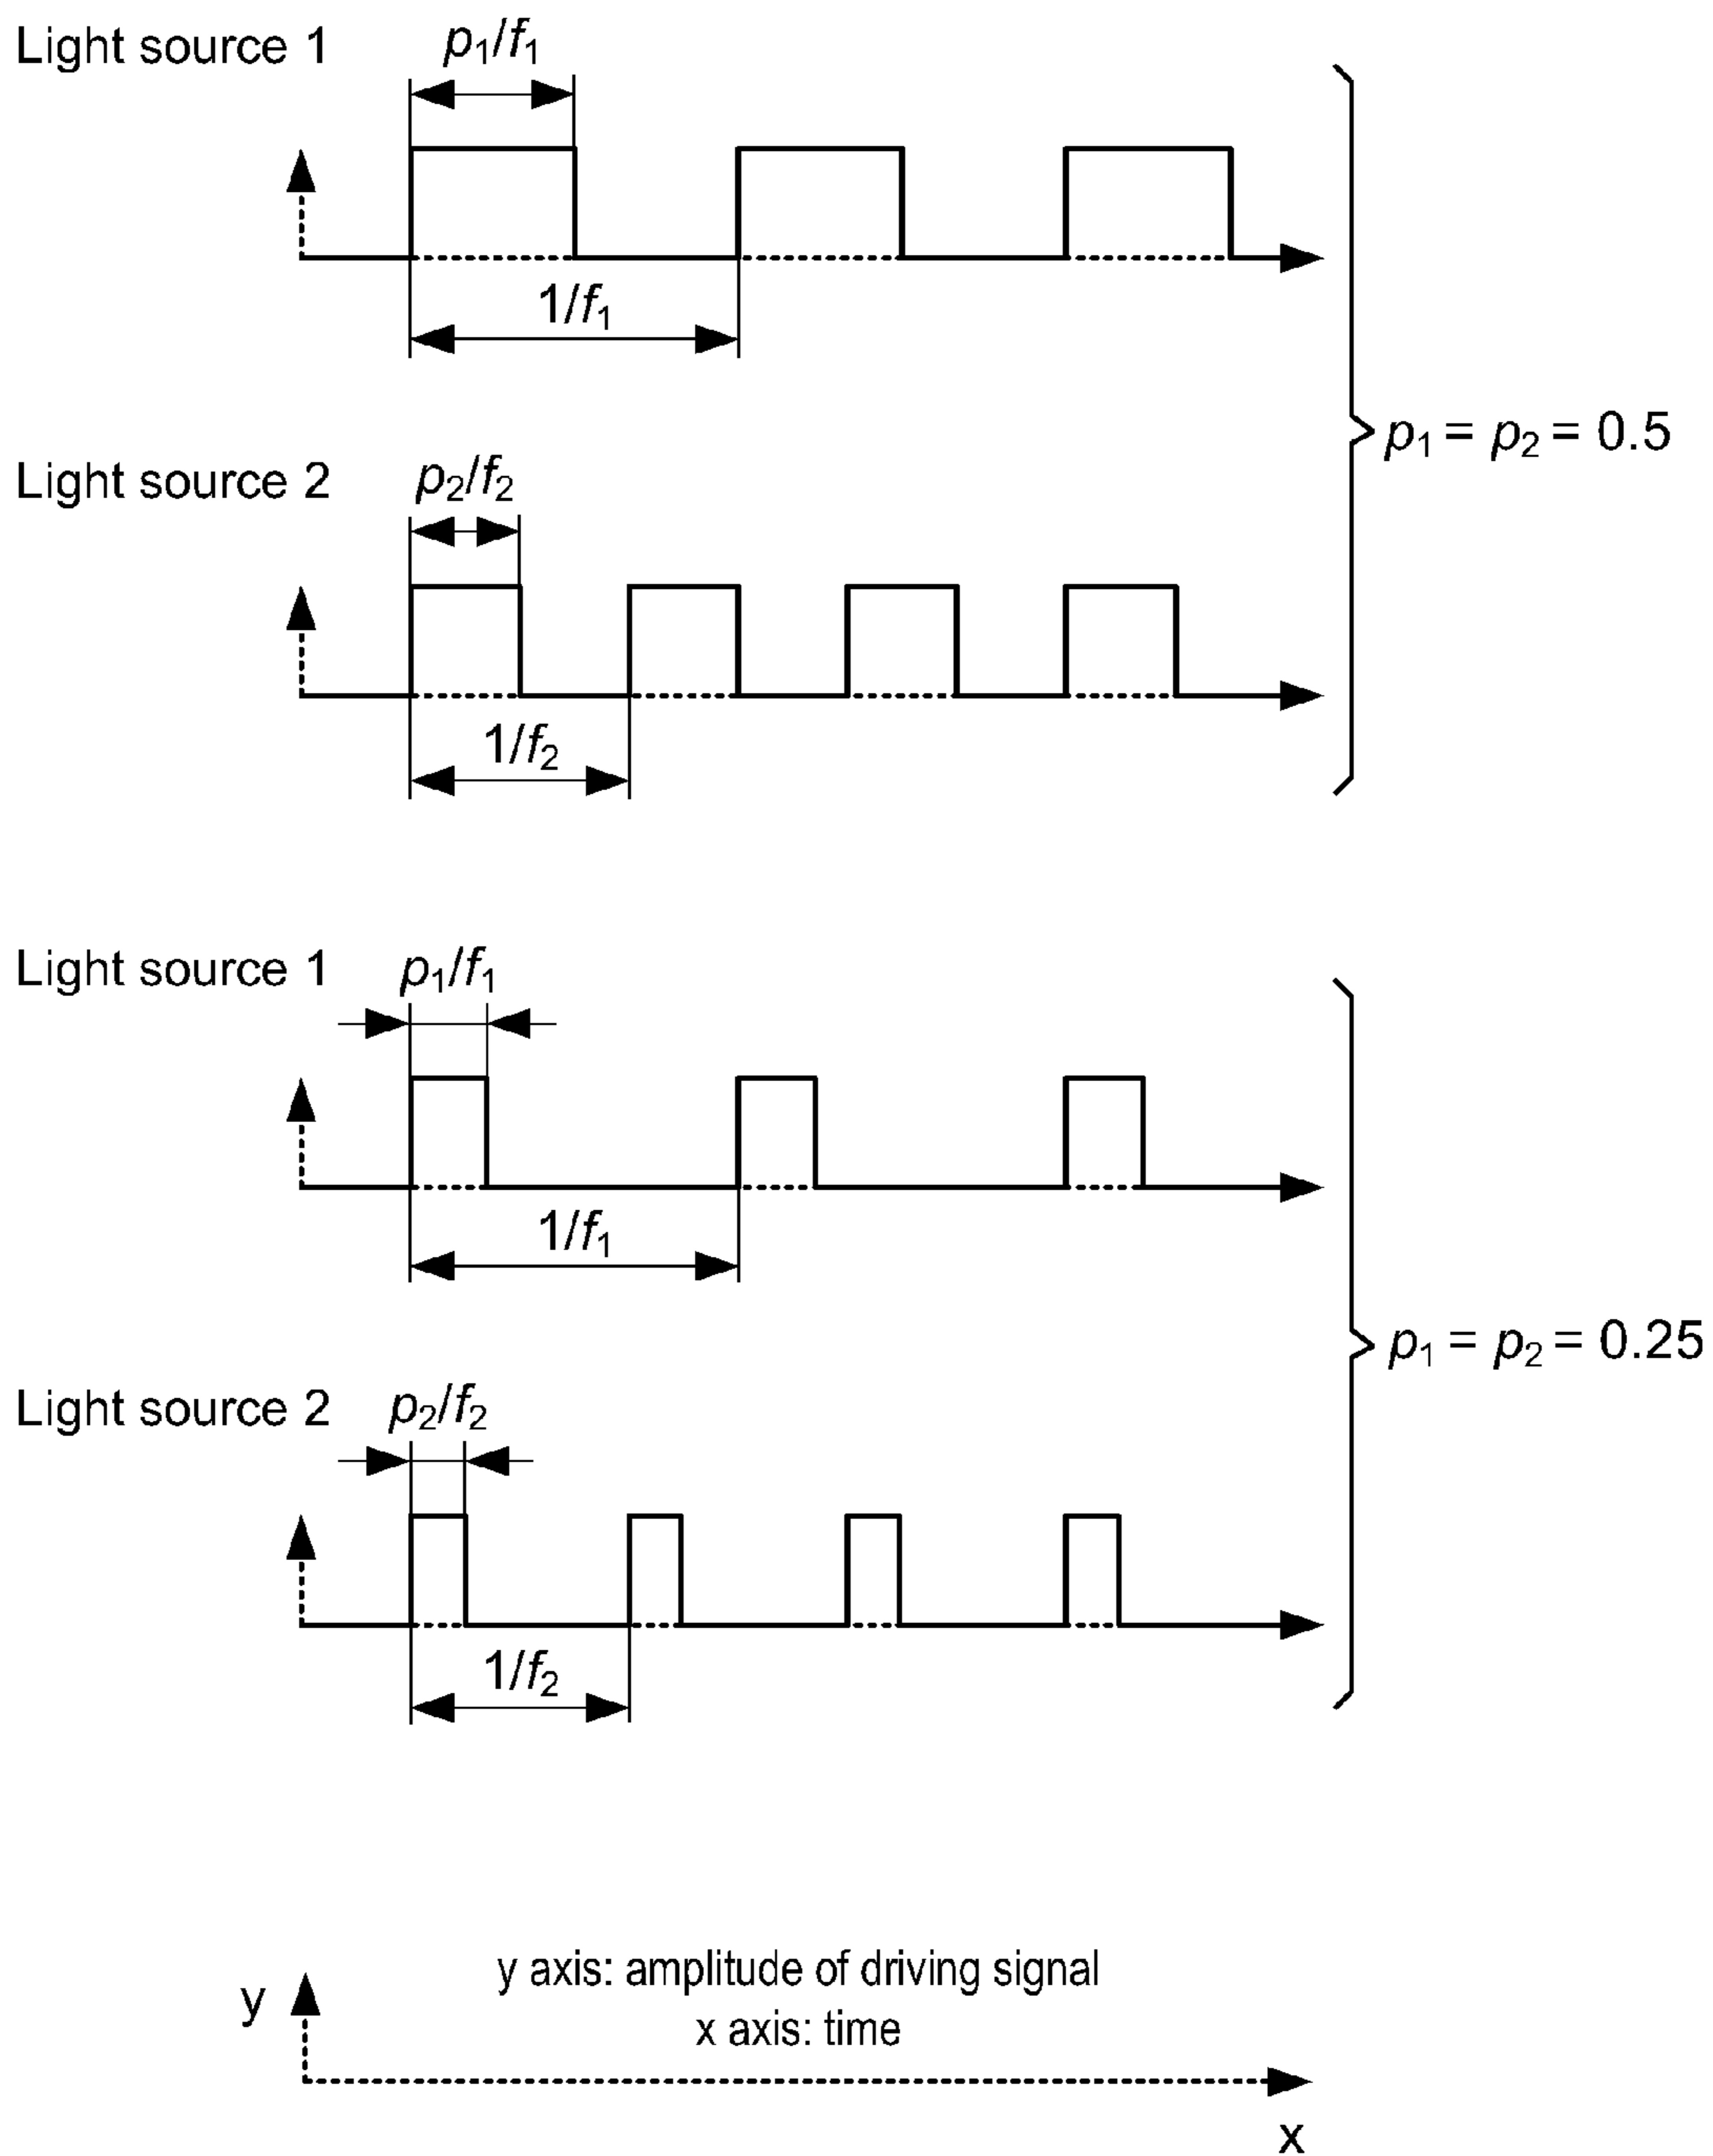 Light source 1
p₁/f₁
1/f₁
p₁ = p₂ = 0.5
Light source 2
p₂/f₂
1/f₂
Light source 1
p₁/f₁
1/f₁
p₁ = p₂ = 0.25
Light source 2
p₂/f₂
1/f₂
y axis: amplitude of driving signal
y
x axis: time
x